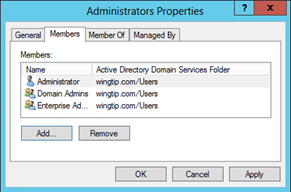 Administrators Properties ? X
General Members Member Of Managed By
Members:
Name Active Directory Domain Services Folder
Administrator wingtip.com/Users
Domain Admins wingtip.com/Users
Enterprise Ad... wingtip.com/Users
Add... Remove
OK Cancel Apply